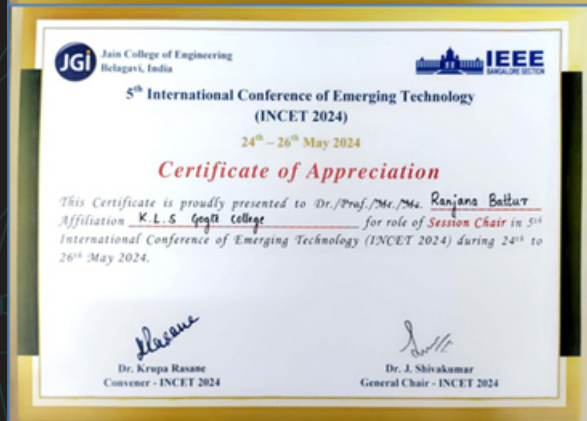 JGi
Jain College of Engineering
Belagavi, India
IEEE
BANGALORE SECTION
5th International Conference of Emerging Technology
(INCET 2024)
24th – 26th May 2024
Certificate of Appreciation
This Certificate is proudly presented to Dr./Prof./Mr./Ms. Ranjana Battur
Affiliation K.L.S Gogte College for role of Session Chair in 5th
International Conference of Emerging Technology (INCET 2024) during 24th to
26th May 2024.
Dr. Krupa Rasane
Convener - INCET 2024
Dr. J. Shivakumar
General Chair - INCET 2024